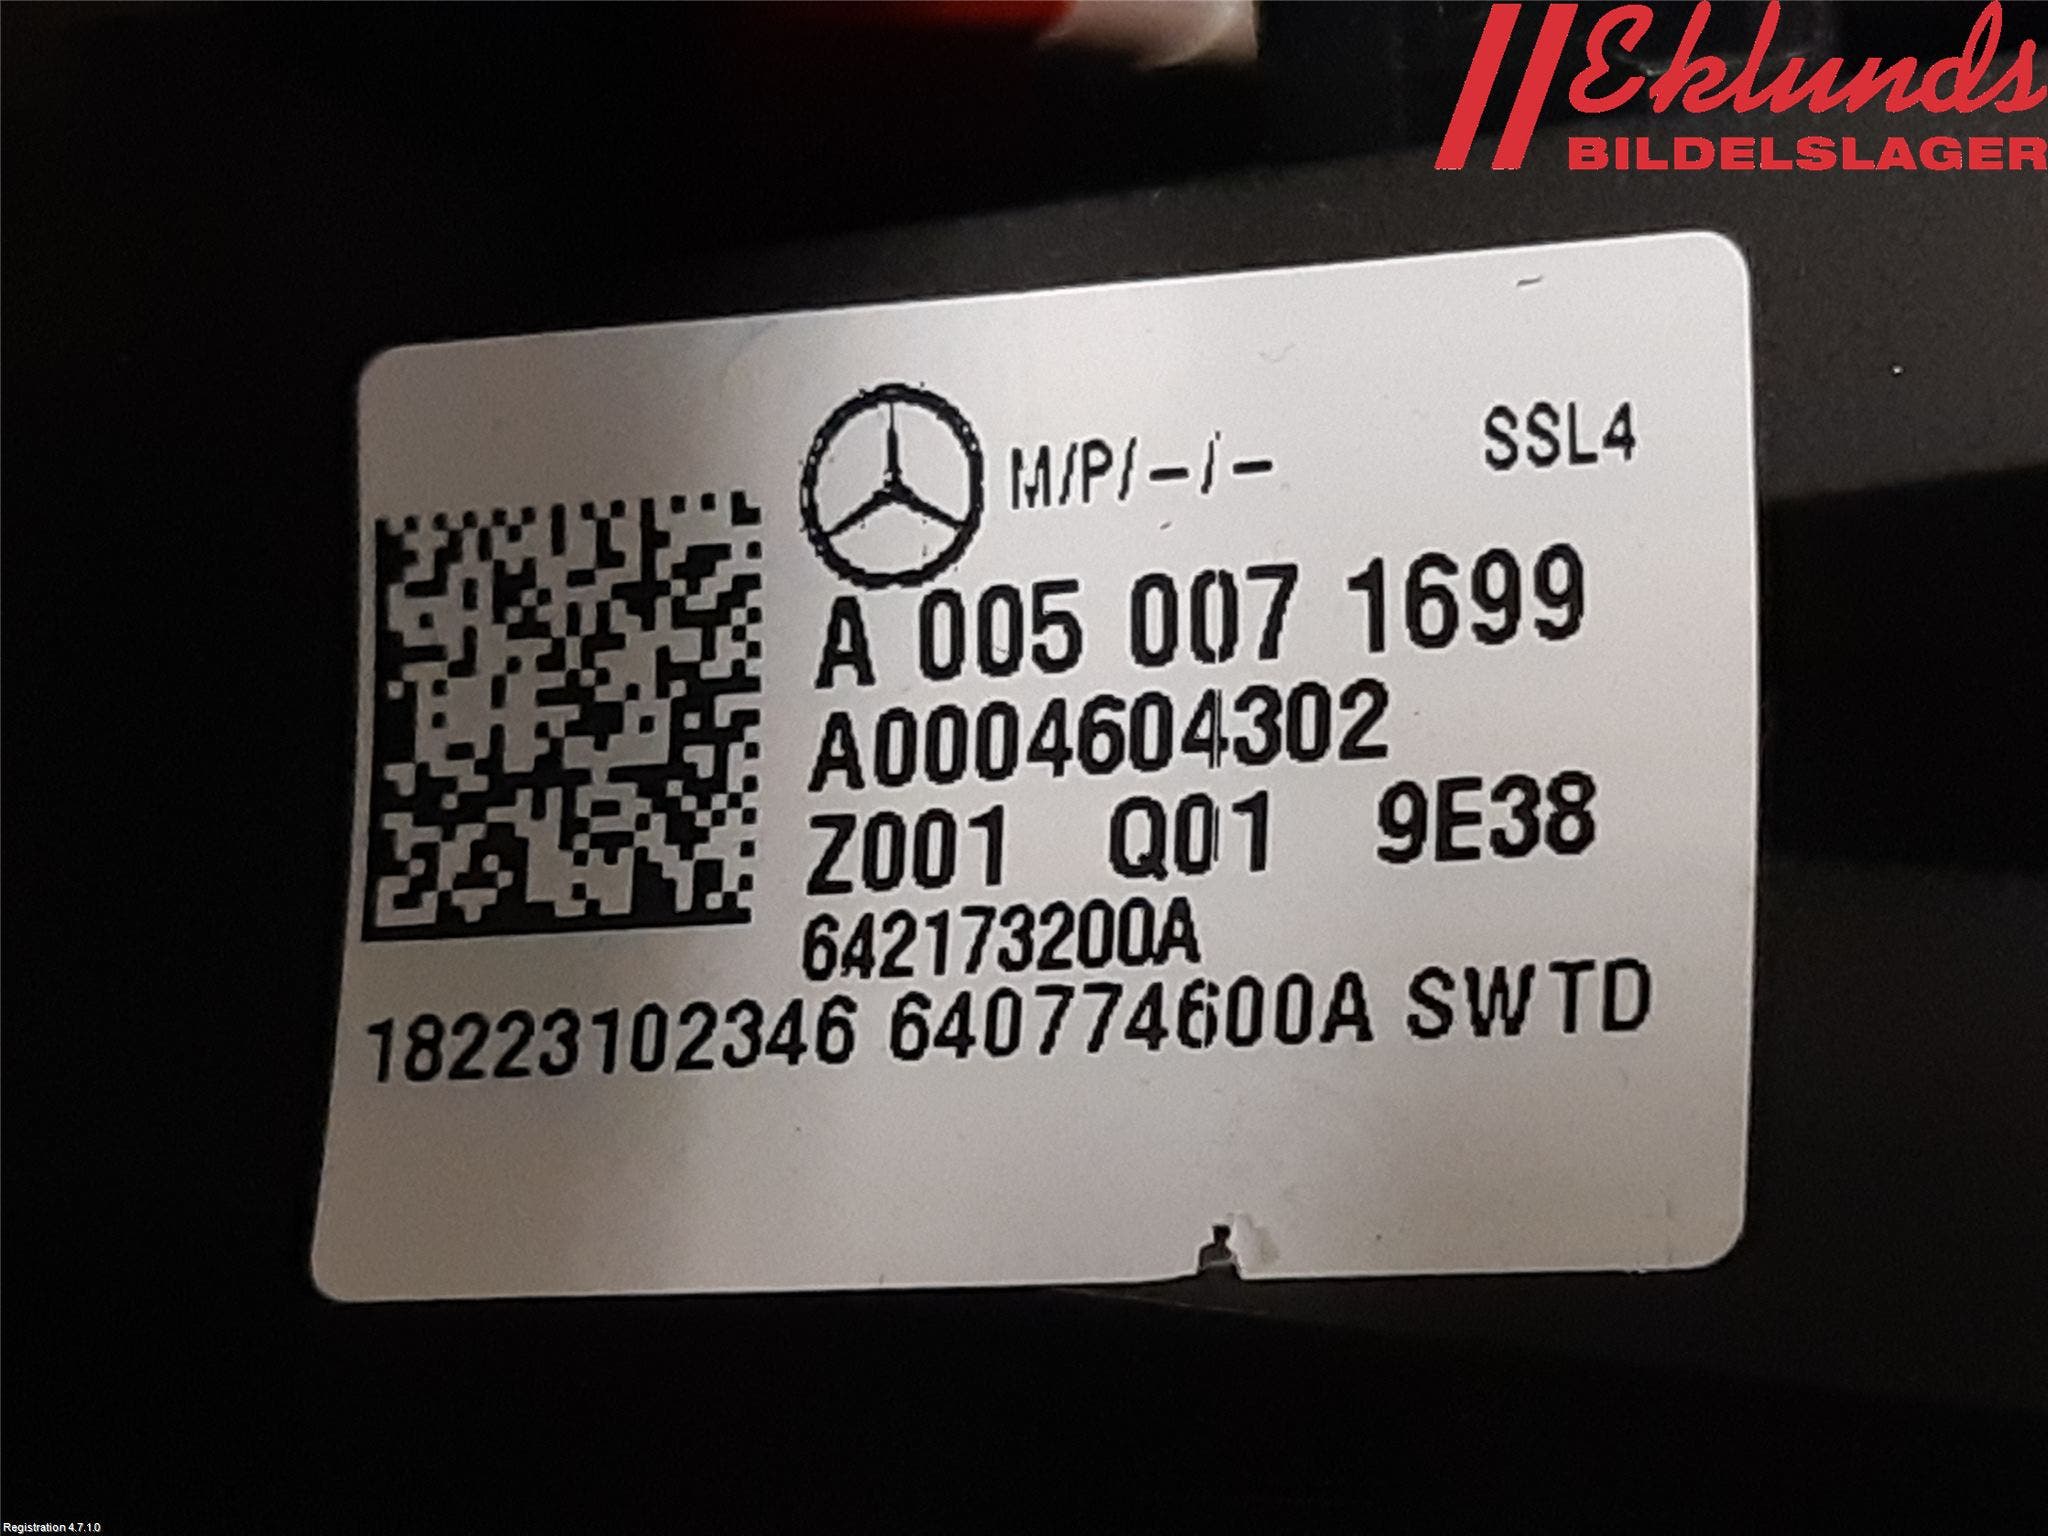 Eklunds
BILDELSLAGER
M/P/-/- SSL4
A 005 007 1699
A0004604302
Z001 Q01 9E38
642173200A
18223102346 640774600A SWTD
Registration 4.7.1.0